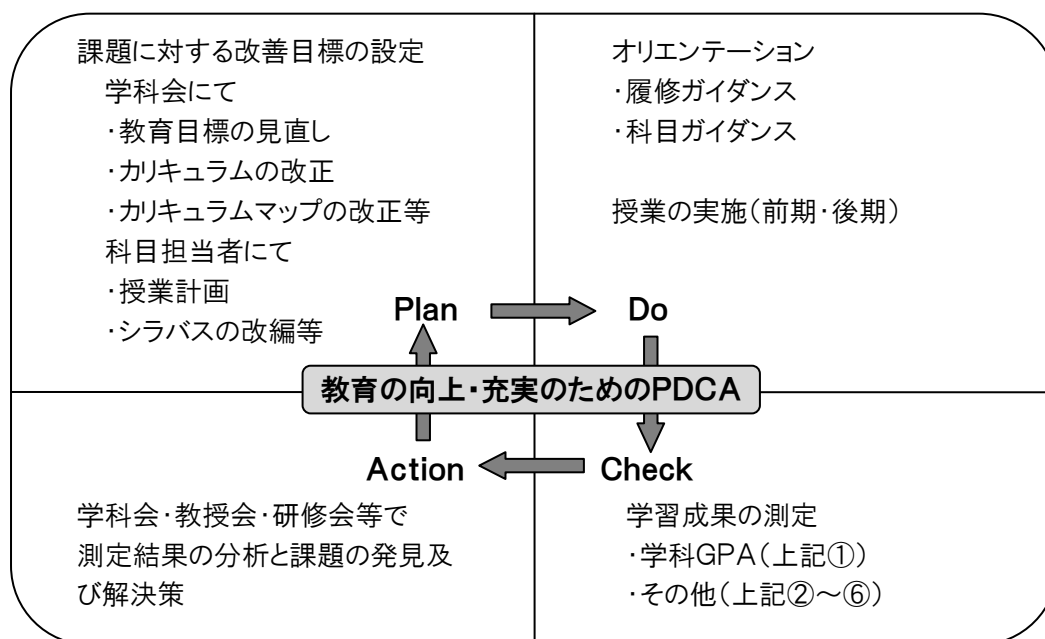 課題に対する改善目標の設定
学科会にて
・教育目標の見直し
・カリキュラムの改正
・カリキュラムマップの改正等
科目担当者にて
・授業計画
・シラバスの改編等
Plan
オリエンテーション
・履修ガイダンス
・科目ガイダンス
授業の実施（前期・後期）
Do
教育の向上・充実のためのPDCA
Action
学科会・教授会・研修会等で
測定結果の分析と課題の発見及
び解決策
Check
学習成果の測定
・学科GPA（上記①）
・その他（上記②～⑥）